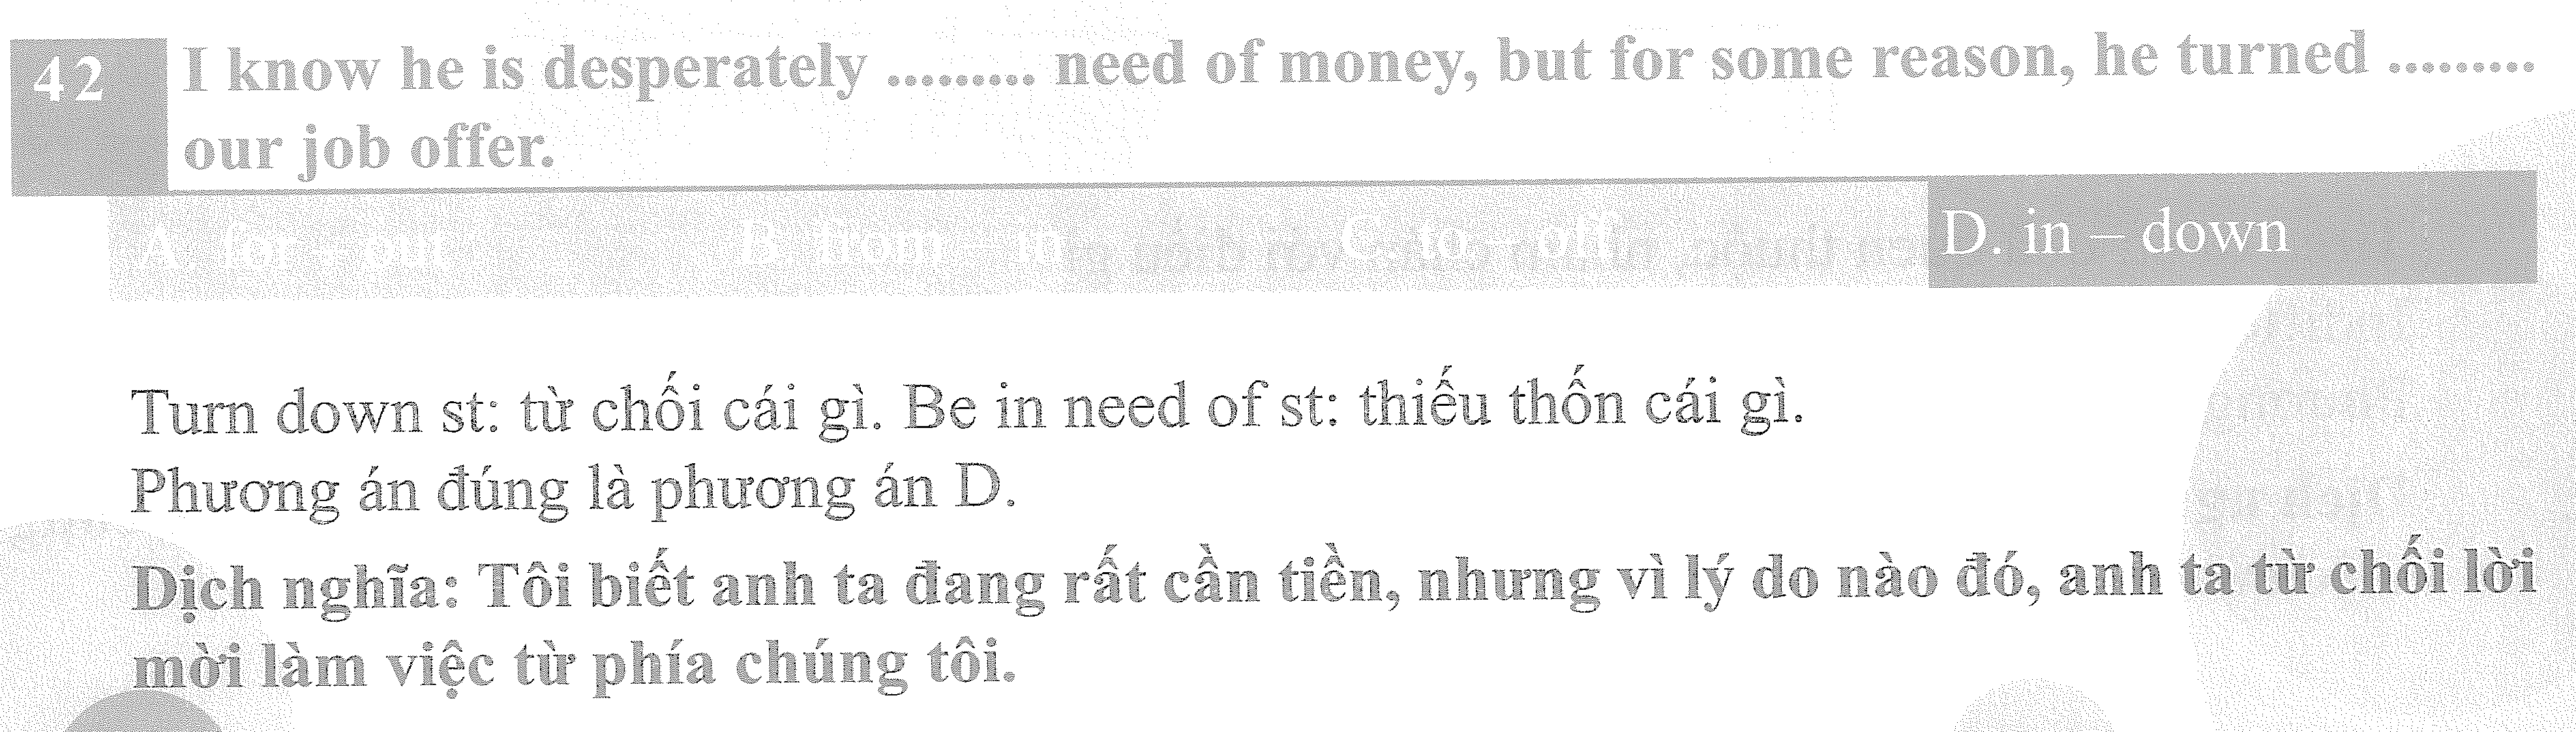 42 I know he is desperately ......... need of money, but for some reason, he turned .........
our job offer.
A. for – out B. from – in C. to – off D. in – down
Turn down st: từ chối cái gì. Be in need of st: thiếu thốn cái gì.
Phương án đúng là phương án D.
Dịch nghĩa: Tôi biết anh ta đang rất cần tiền, nhưng vì lý do nào đó, anh ta từ chối lời
mời làm việc từ phía chúng tôi.